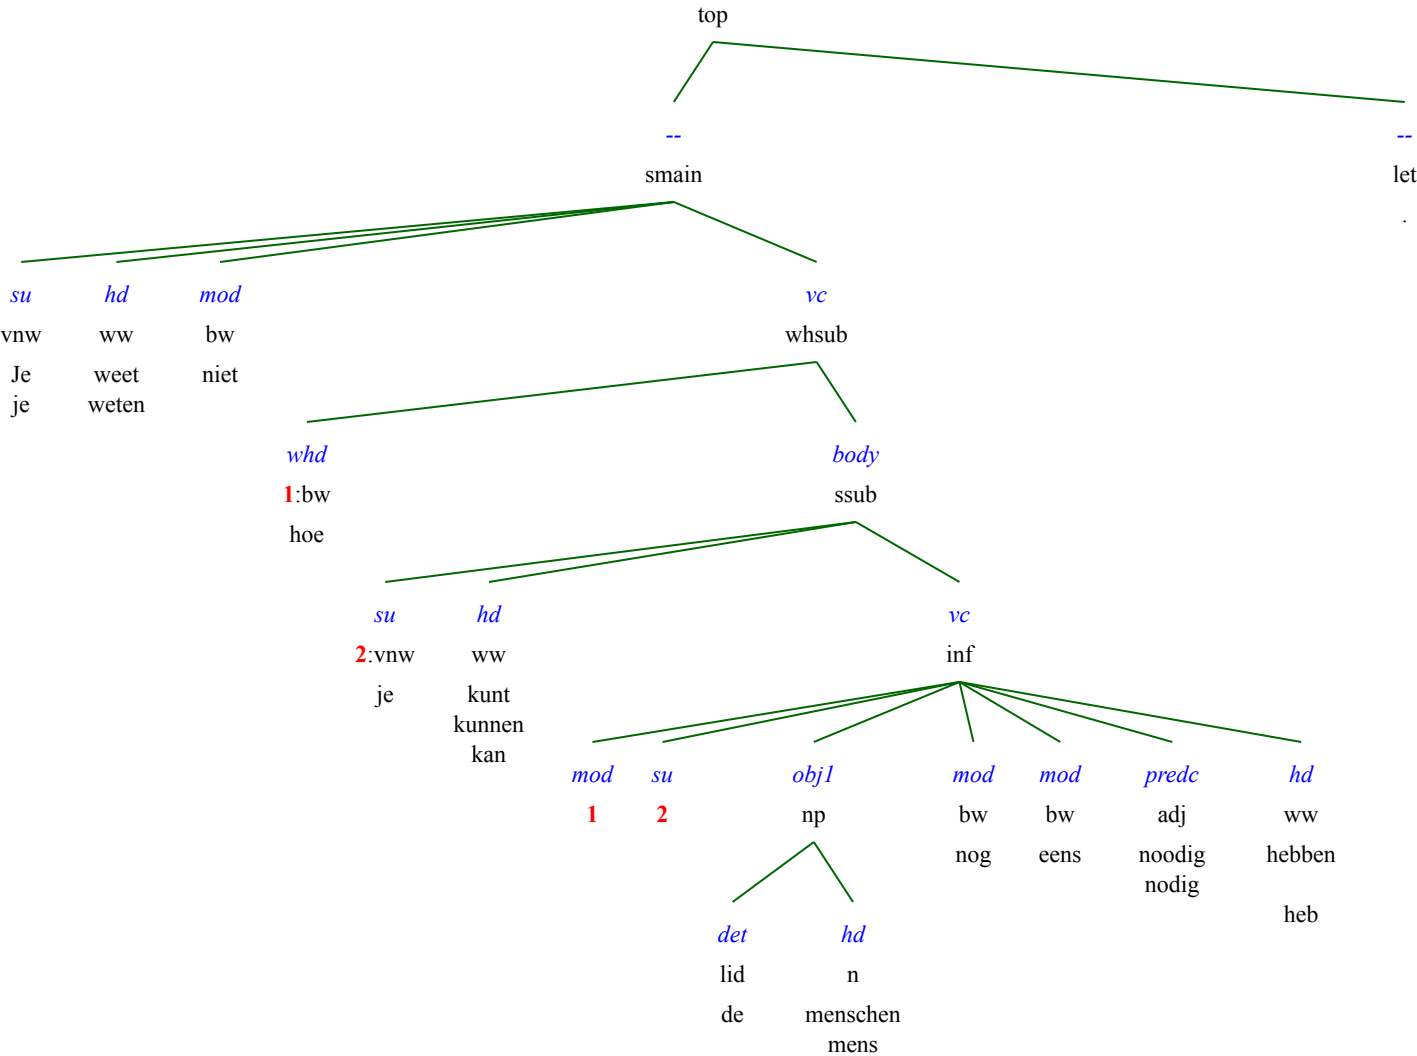 top
-- --
smain let
.
su hd mod vc
vnw ww bw whsub
Je weet niet
je weten
whd body
1:bw ssub
hoe
su hd vc
2:vnw ww inf
je kunt
kunnen
kan
mod su obj1 mod mod predc hd
1 2 np bw bw adj ww
nog eens noodig hebben
nodig
heb
det hd
lid n
de menschen
mens